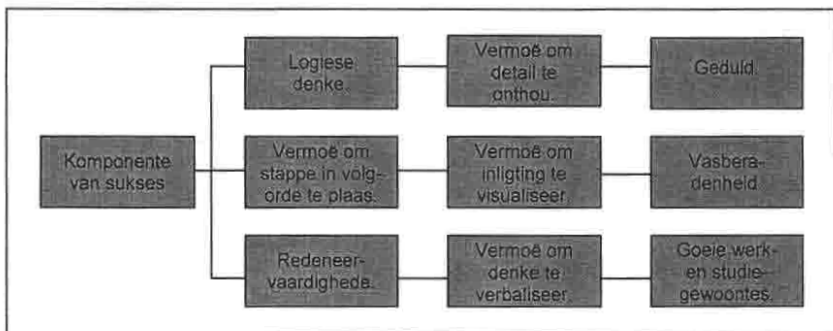 Komponente
van sukses
Logiese
denke.
Vermoë om
detail te
onthou.
Geduld.
Vermoë om
stappe in volg-
orde te plaas.
Vermoë om
inligting te
visualiseer.
Vasbera-
denheid.
Redeneer-
vaardighede.
Vermoë om
denke te
verbaliseer.
Goeie werk-
en studie-
gewoontes.